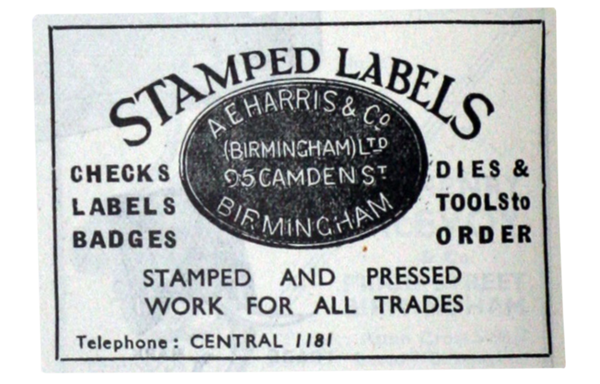 STAMPED LABELS
A E HARRIS & Co
(BIRMINGHAM) LTD
95 CAMDEN ST
BIRMINGHAM
CHECKS
LABELS
BADGES
DIES &
TOOLS to
ORDER
STAMPED AND PRESSED
WORK FOR ALL TRADES
Telephone: CENTRAL 1181